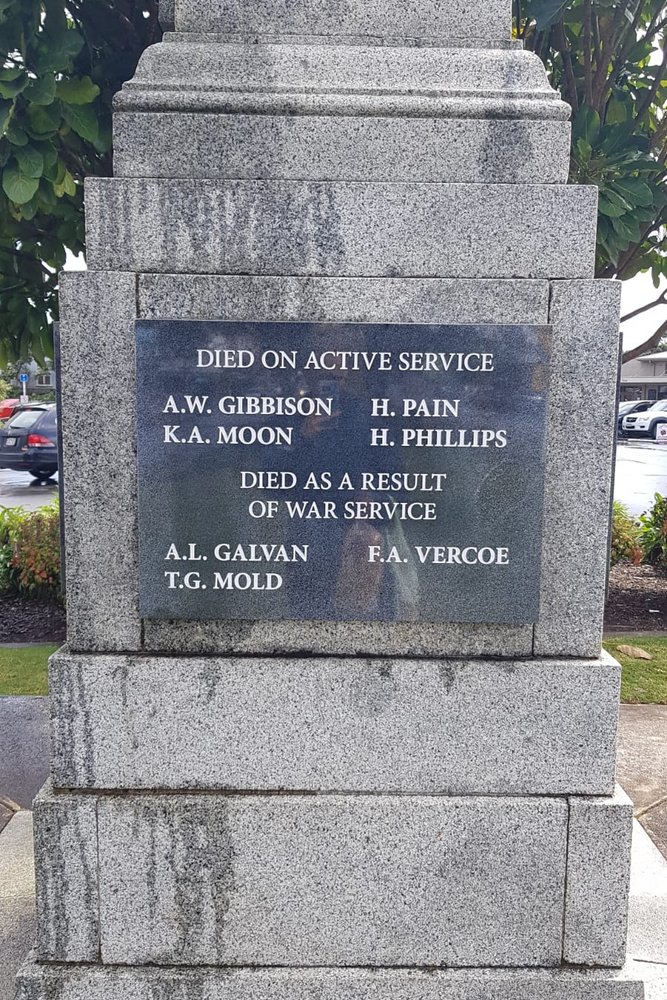 DIED ON ACTIVE SERVICE
A.W. GIBBISON H. PAIN
K.A. MOON H. PHILLIPS
DIED AS A RESULT
OF WAR SERVICE
A.L. GALVAN F.A. VERCOE
T.G. MOLD